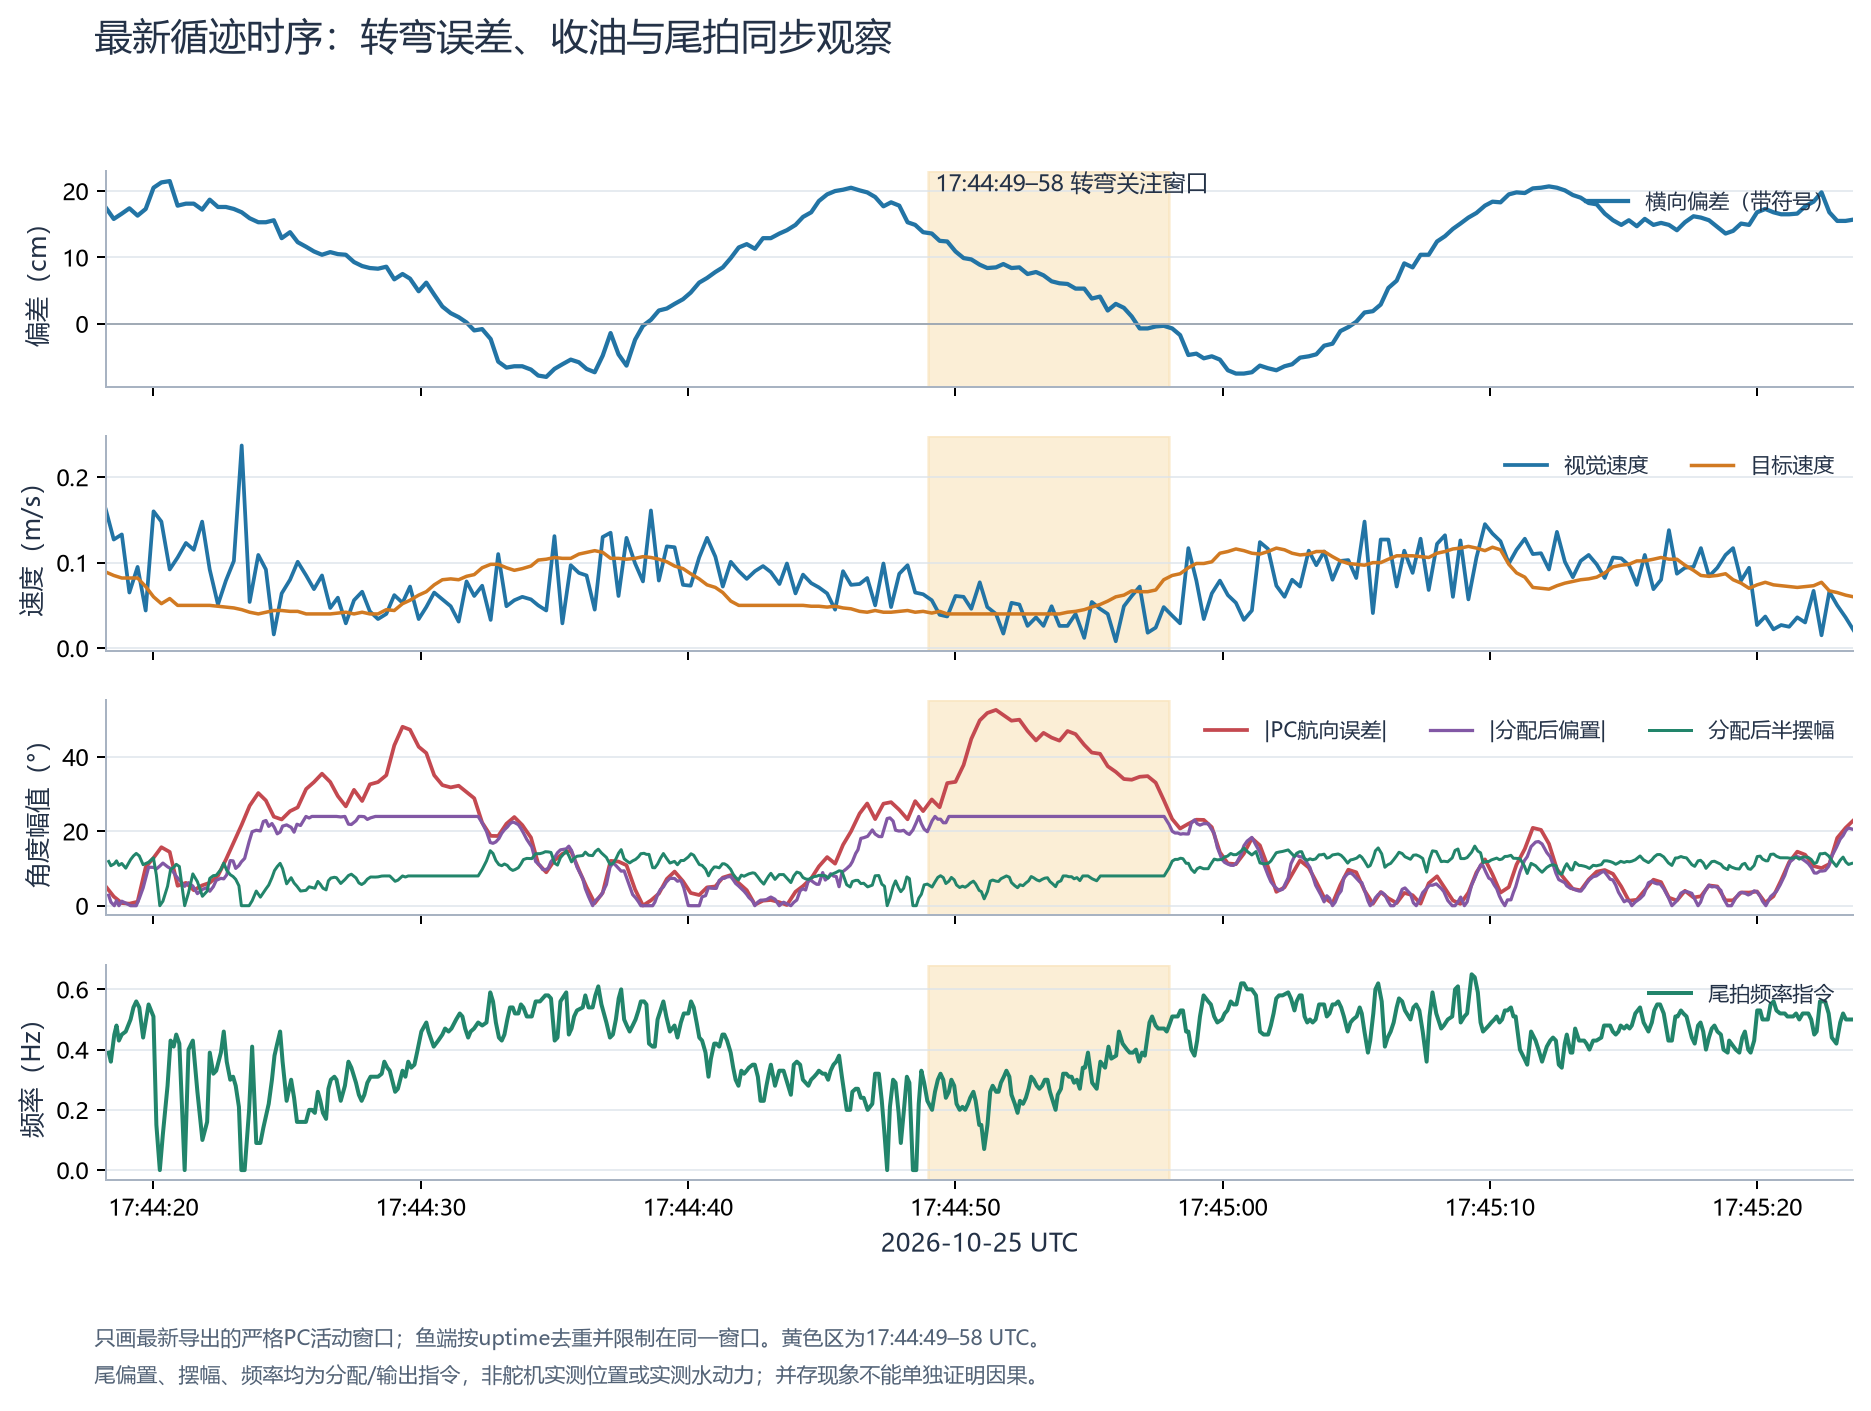 最新循迹时序：转弯误差、收油与尾拍同步观察
17:44:49–58 转弯关注窗口
横向偏差（带符号）
偏差（cm）
20
10
0
视觉速度
目标速度
速度（m/s）
0.2
0.1
0.0
|PC航向误差|
|分配后偏置|
分配后半摆幅
角度幅值（°）
40
20
0
尾拍频率指令
频率（Hz）
0.6
0.4
0.2
0.0
17:44:20
17:44:30
17:44:40
17:44:50
17:45:00
17:45:10
17:45:20
2026-10-25 UTC
只画最新导出的严格PC活动窗口；鱼端按uptime去重并限制在同一窗口。黄色区为17:44:49–58 UTC。
尾偏置、摆幅、频率均为分配/输出指令，非舵机实测位置或实测水动力；并存现象不能单独证明因果。